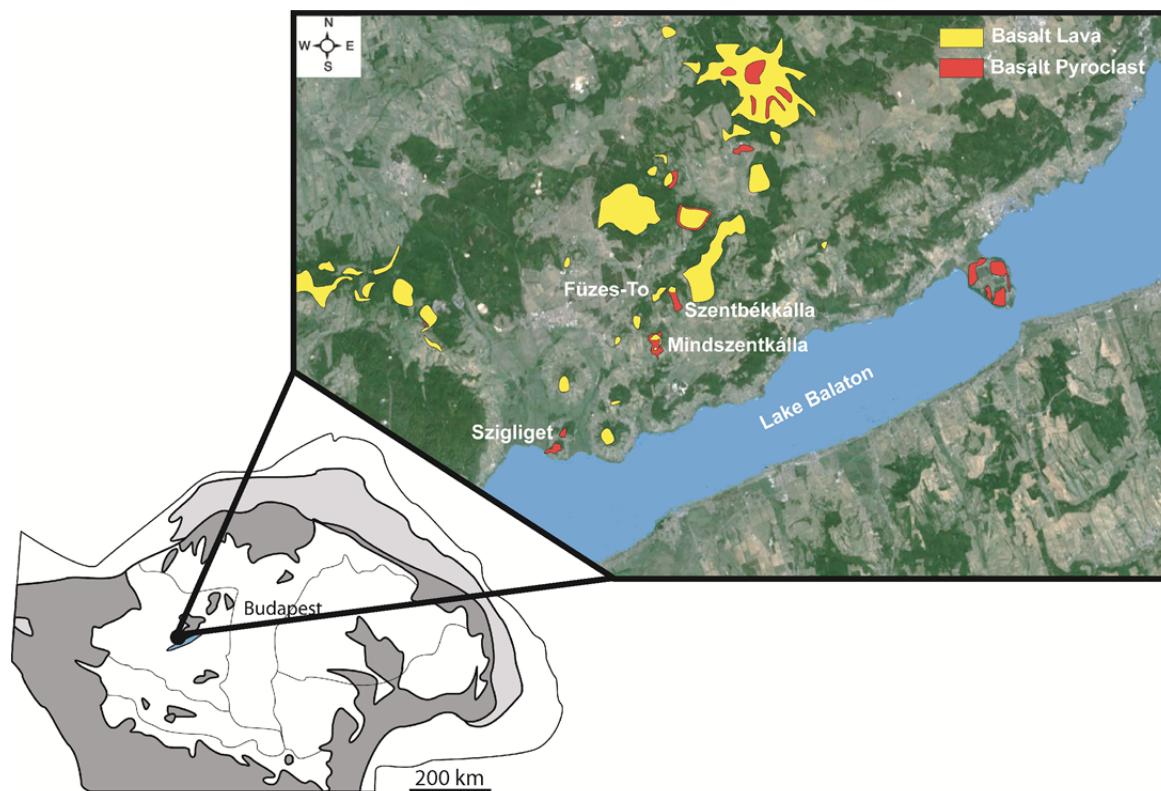 N
W E
S
Basalt Lava
Basalt Pyroclast
Füzes-To
Szentbékkálla
Mindszentkálla
Szigliget
Lake Balaton
Budapest
200 km